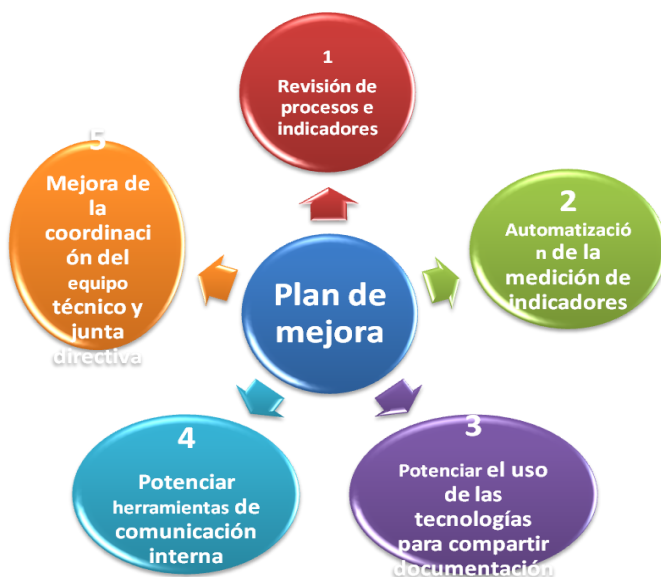 1
Revisión de
procesos e
indicadores
2
Automatizació
n de la
medición de
indicadores
3
Potenciar el uso
de las
tecnologías
para compartir
documentación
4
Potenciar
herramientas de
comunicación
interna
5
Mejora de
la
coordinaci
ón del
equipo
técnico y
junta
directiva
Plan de
mejora